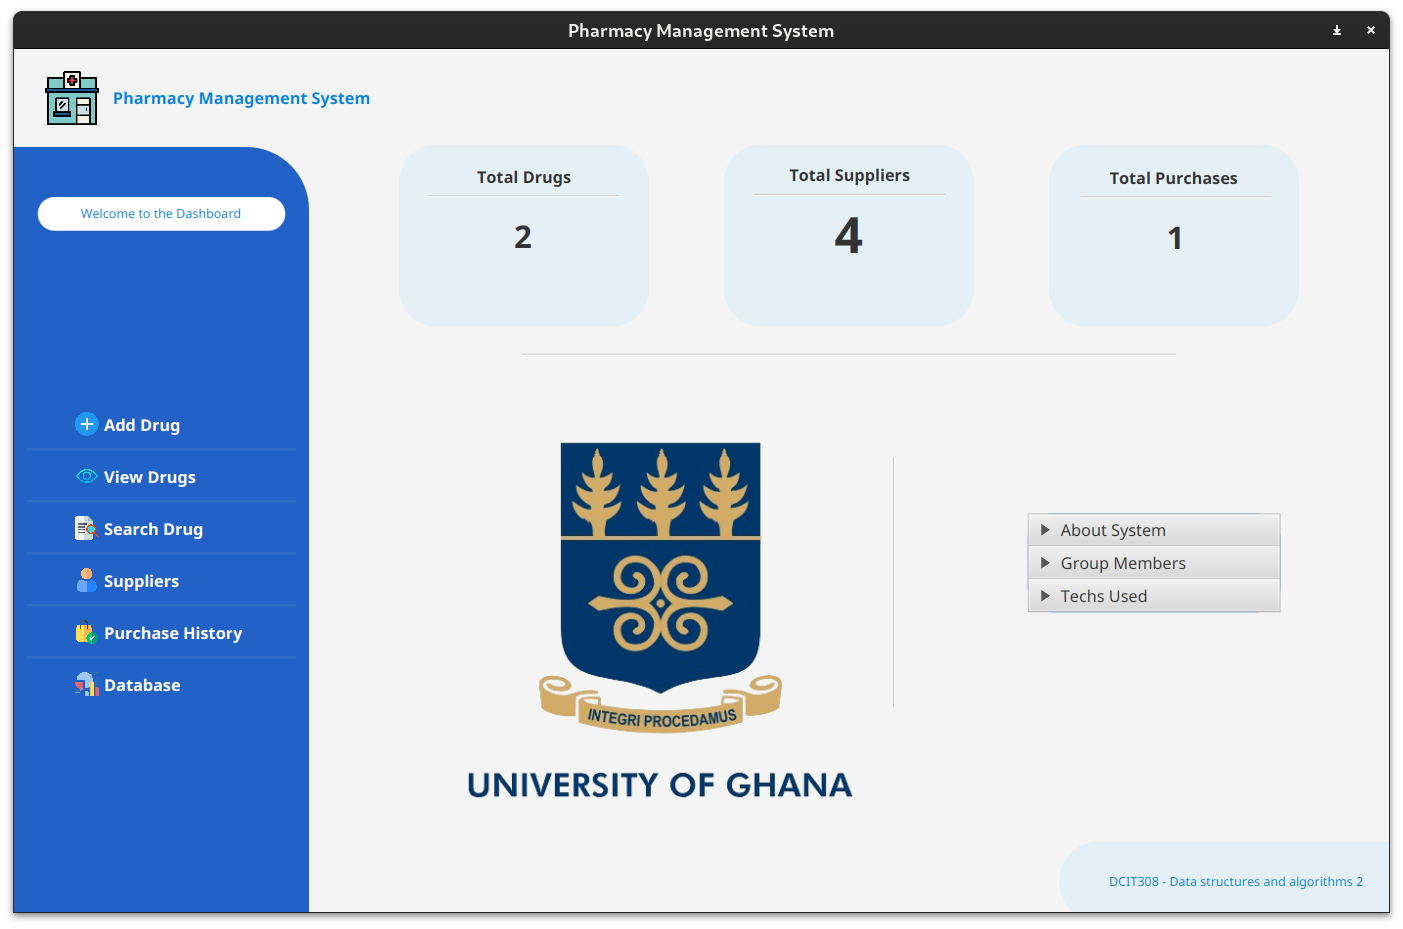 Pharmacy Management System
Pharmacy Management System
Welcome to the Dashboard
Add Drug
View Drugs
Search Drug
Suppliers
Purchase History
Database
Total Drugs
2
Total Suppliers
4
Total Purchases
1
INTEGRI PROCEDAMUS
UNIVERSITY OF GHANA
About System
Group Members
Techs Used
DCIT308 - Data structures and algorithms 2